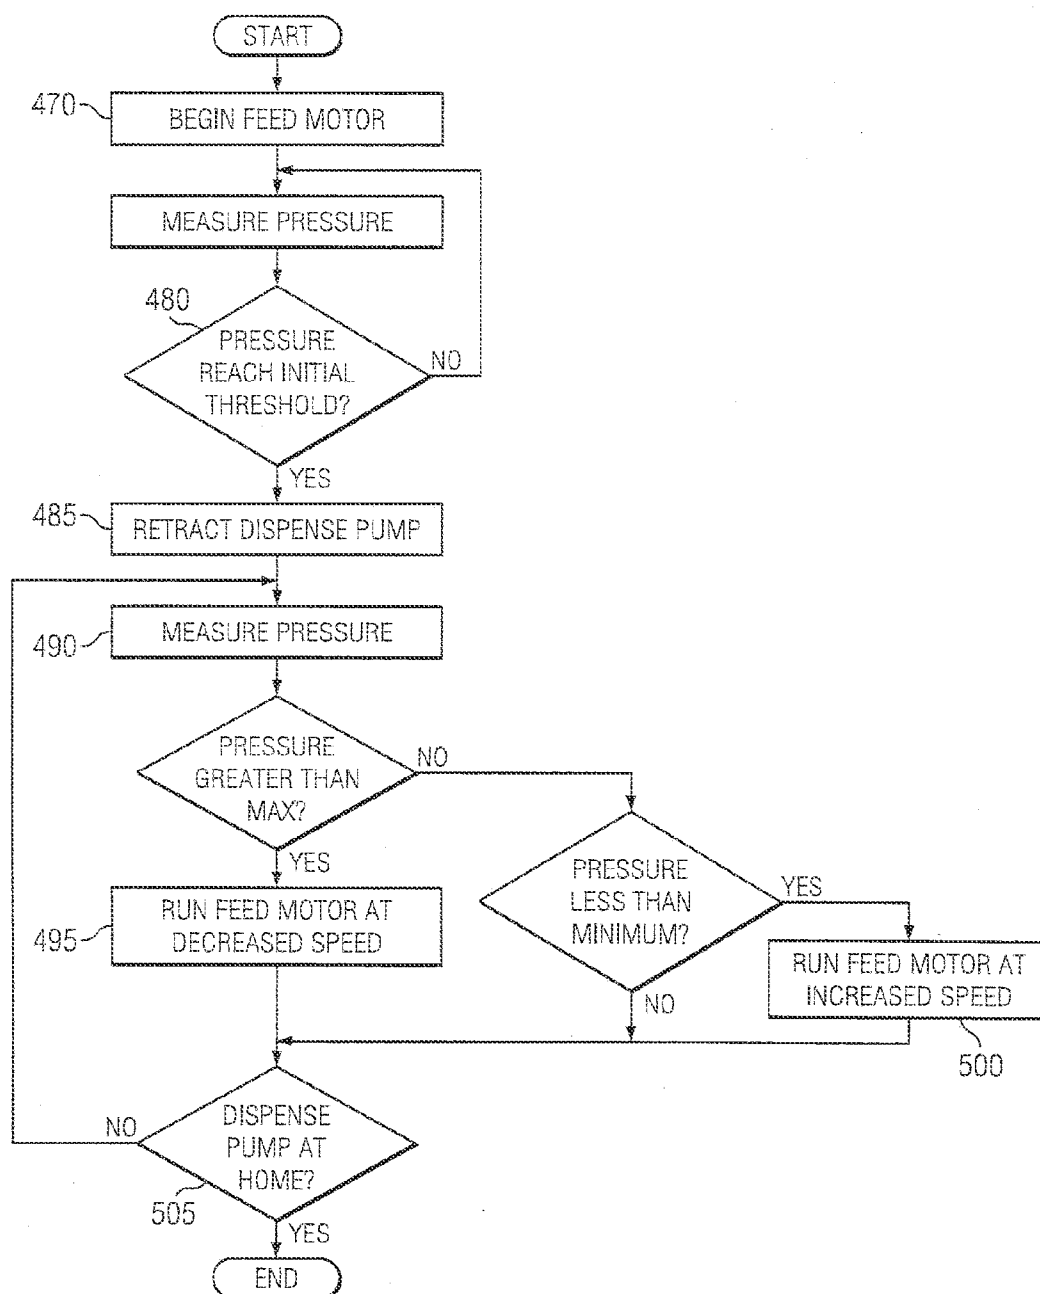 START
470
BEGIN FEED MOTOR
MEASURE PRESSURE
480
PRESSURE
REACH INITIAL
THRESHOLD?
NO
YES
485
RETRACT DISPENSE PUMP
490
MEASURE PRESSURE
PRESSURE
GREATER THAN
MAX?
NO
YES
PRESSURE
LESS THAN
MINIMUM?
YES
NO
495
RUN FEED MOTOR AT
DECREASED SPEED
RUN FEED MOTOR AT
INCREASED SPEED
500
DISPENSE
PUMP AT
HOME?
NO
505
YES
END